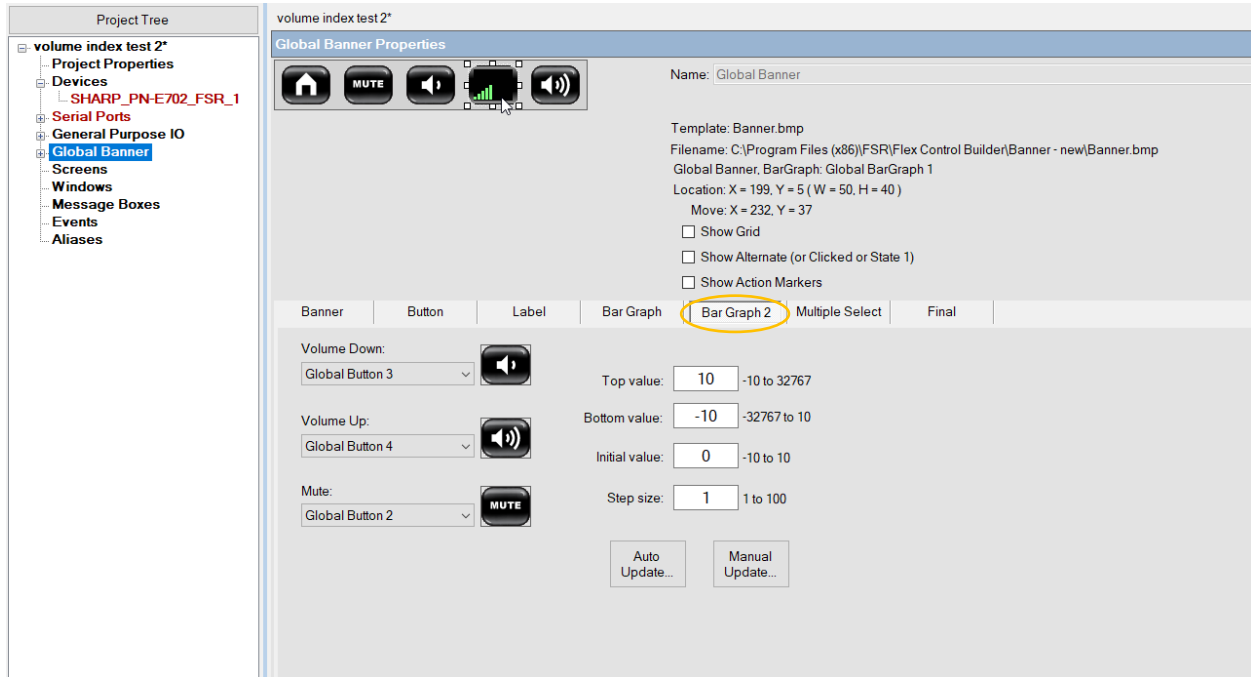 Project Tree
volume index test 2*
Project Properties
Devices
SHARP_PN-E702_FSR_1
Serial Ports
General Purpose IO
Global Banner
Screens
Windows
Message Boxes
Events
Aliases
volume index test 2*
Global Banner Properties
MUTE
Name: Global Banner
Template: Banner.bmp
Filename: C:\Program Files (x86)\FSR\Flex Control Builder\Banner - new\Banner.bmp
Global Banner, BarGraph: Global BarGraph 1
Location: X = 199, Y = 5 ( W = 50, H = 40 )
Move: X = 232, Y = 37
Show Grid
Show Alternate (or Clicked or State 1)
Show Action Markers
Banner Button Label Bar Graph Bar Graph 2 Multiple Select Final
Volume Down:
Global Button 3
Top value: 10 -10 to 32767
Volume Up:
Bottom value: -10 -32767 to 10
Global Button 4
Initial value: 0 -10 to 10
Mute:
Step size: 1 1 to 100
Global Button 2
MUTE
Auto Update...
Manual Update...